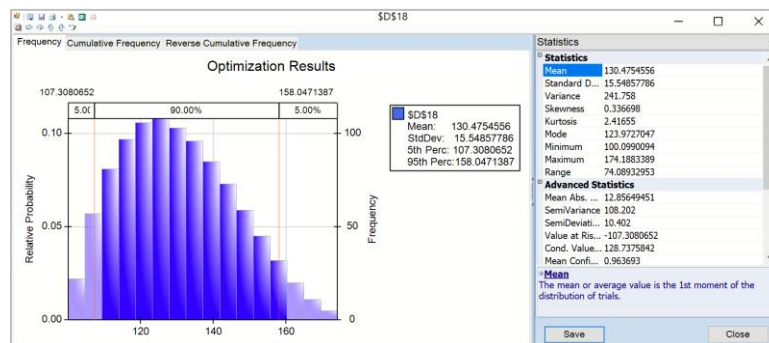 $D$18
Frequency
Cumulative Frequency
Reverse Cumulative Frequency
Optimization Results
107.3080652
158.0471387
5.00
90.00%
5.00%
0.10
0.05
0.00
100
50
0
120
140
160
Relative Probability
Frequency
$D$18
Mean: 130.4754556
StdDev: 15.54857786
5th Perc: 107.3080652
95th Perc: 158.0471387
Statistics
Statistics
Mean 130.4754556
Standard D... 15.54857786
Variance 241.758
Skewness 0.336698
Kurtosis 2.41655
Mode 123.9727047
Minimum 100.0990094
Maximum 174.1883389
Range 74.08932953
Advanced Statistics
Mean Abs. ... 12.85649451
SemiVariance 108.202
SemiDeviati... 10.402
Value at Ris... -107.3080652
Cond. Value... 128.7375842
Mean Confi... 0.963693
Mean
The mean or average value is the 1st moment of the
distribution of trials.
Save
Close